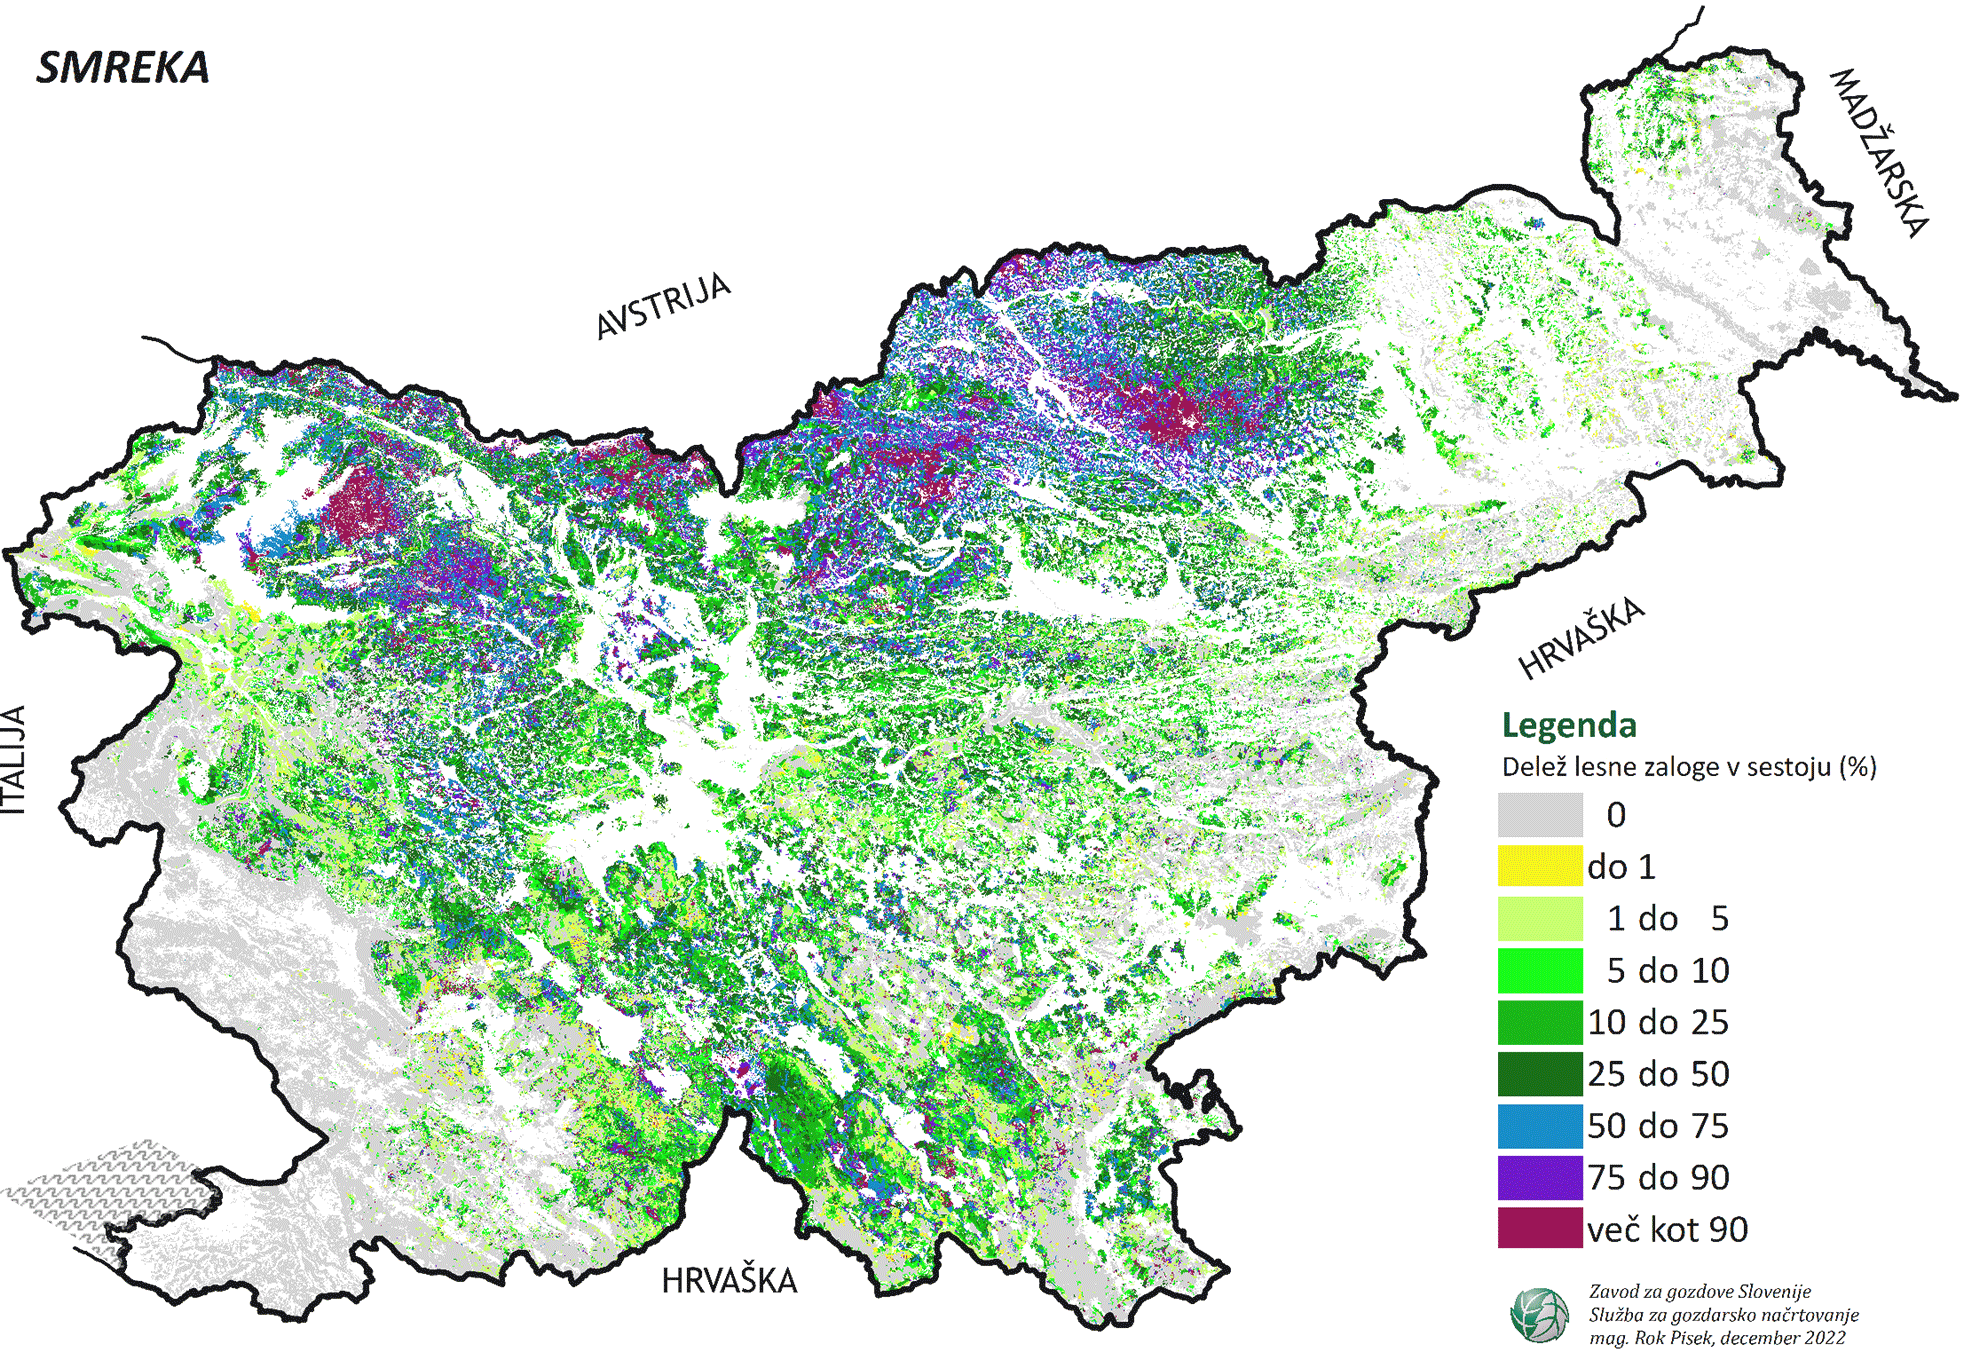 SMREKA
MADŽARSKA
AVSTRIJA
HRVAŠKA
ITALIJA
Legenda
Delež lesne zaloge v sestoju (%)
0
do 1
1 do 5
5 do 10
10 do 25
25 do 50
50 do 75
75 do 90
več kot 90
HRVAŠKA
Zavod za gozdove Slovenije
Služba za gozdarsko načrtovanje
mag. Rok Pisek, december 2022